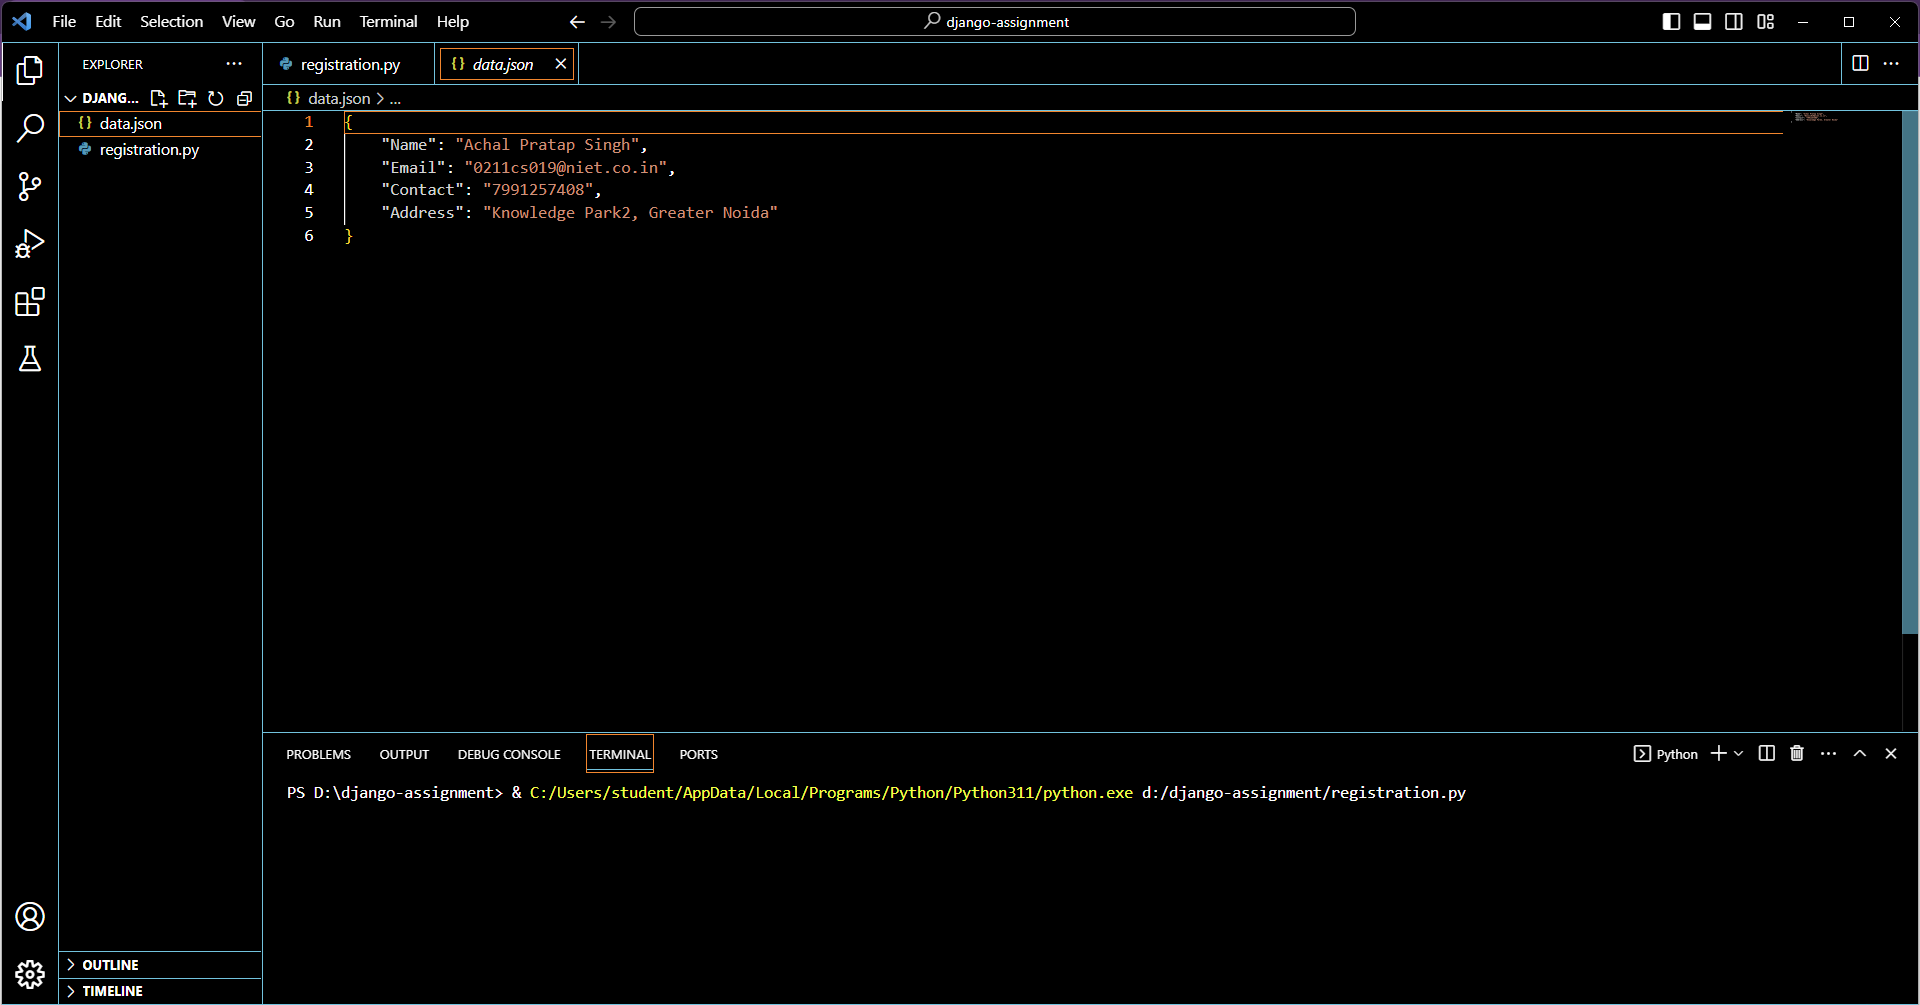 File Edit Selection View Go Run Terminal Help django-assignment
EXPLORER
DJANG...
data.json
registration.py
OUTLINE
TIMELINE
registration.py data.json
data.json > ...
1 {
2 "Name": "Achal Pratap Singh",
3 "Email": "0211cs019@niet.co.in",
4 "Contact": "7991257408",
5 "Address": "Knowledge Park2, Greater Noida"
6 }
PROBLEMS OUTPUT DEBUG CONSOLE TERMINAL PORTS Python
PS D:\django-assignment> & C:/Users/student/AppData/Local/Programs/Python/Python311/python.exe d:/django-assignment/registration.py